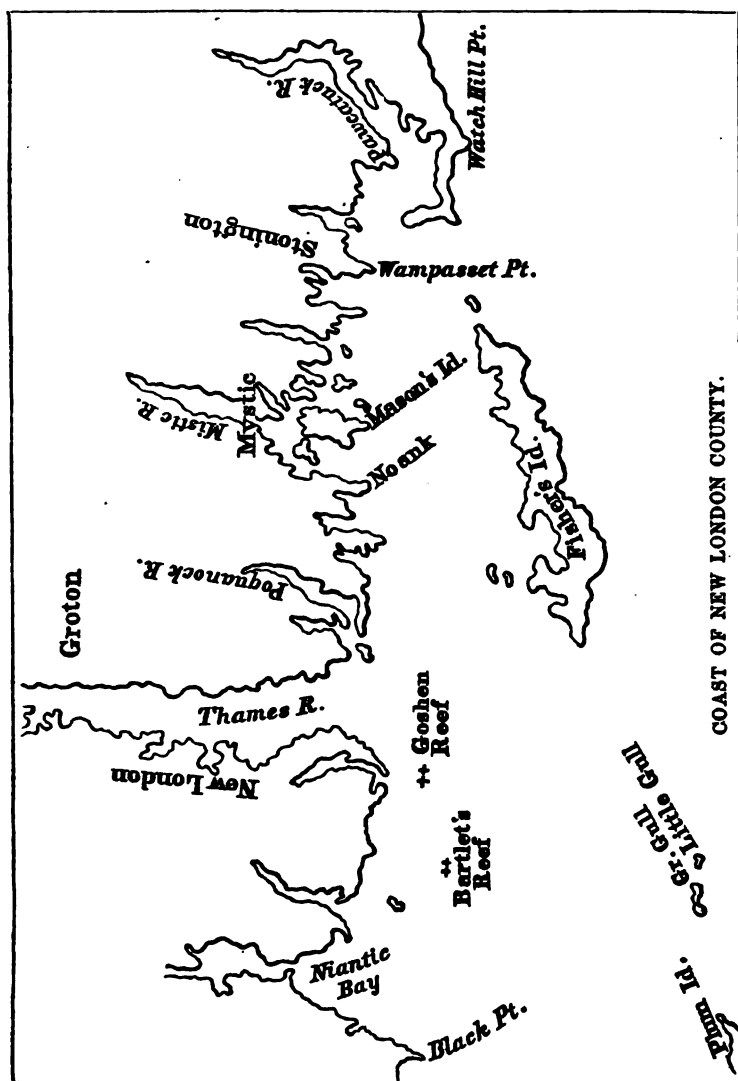 Pawcatuck R.
Watch Hill Pt.
Stonington
Wampasset Pt.
Mistic R.
Mystic
Mason's Id.
Noank
Fisher's Id.
Poquanock R.
Groton
Thames R.
New London
Goshen
Reef
Bartlet's
Reef
Gr. Gull
Little Gull
Niantic
Bay
Black Pt.
Plum Id.
COAST OF NEW LONDON COUNTY.